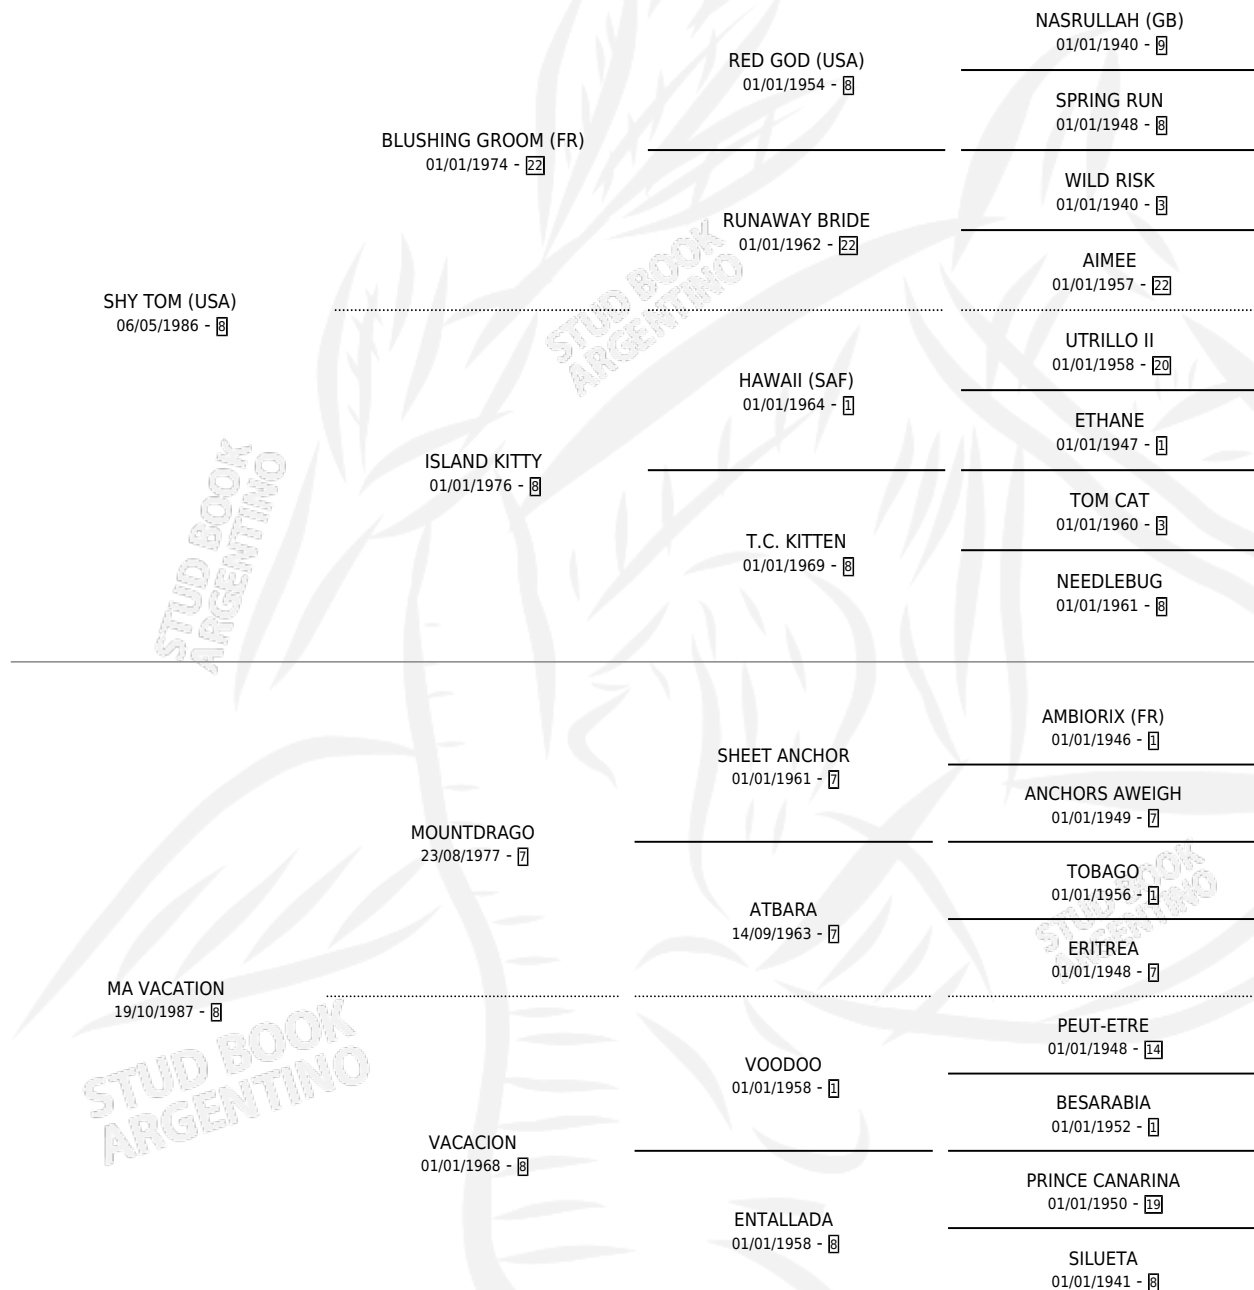 NASRULLAH (GB)
01/01/1940 - 9
RED GOD (USA)
01/01/1954 - 8
SPRING RUN
01/01/1948 - 8
BLUSHING GROOM (FR)
01/01/1974 - 22
WILD RISK
01/01/1940 - 3
RUNAWAY BRIDE
01/01/1962 - 22
AIMEE
01/01/1957 - 22
SHY TOM (USA)
06/05/1986 - 8
UTRILLO II
01/01/1958 - 20
HAWAII (SAF)
01/01/1964 - 1
ETHANE
01/01/1947 - 1
ISLAND KITTY
01/01/1976 - 8
TOM CAT
01/01/1960 - 3
T.C. KITTEN
01/01/1969 - 8
NEEDLEBUG
01/01/1961 - 8
AMBIORIX (FR)
01/01/1946 - 1
SHEET ANCHOR
01/01/1961 - 7
ANCHORS AWEIGH
01/01/1949 - 7
MOUNTDRAGO
23/08/1977 - 7
TOBAGO
01/01/1956 - 1
ATBARA
14/09/1963 - 7
ERITREA
01/01/1948 - 7
MA VACATION
19/10/1987 - 8
PEUT-ETRE
01/01/1948 - 14
VOODOO
01/01/1958 - 1
BESARABIA
01/01/1952 - 1
VACACION
01/01/1968 - 8
PRINCE CANARINA
01/01/1950 - 19
ENTALLADA
01/01/1958 - 8
SILUETA
01/01/1941 - 8
STUD BOOK
ARGENTINO
STUD BOOK
ARGENTINO
STUD BOOK
ARGENTINO
STUD BOOK
ARGENTINO